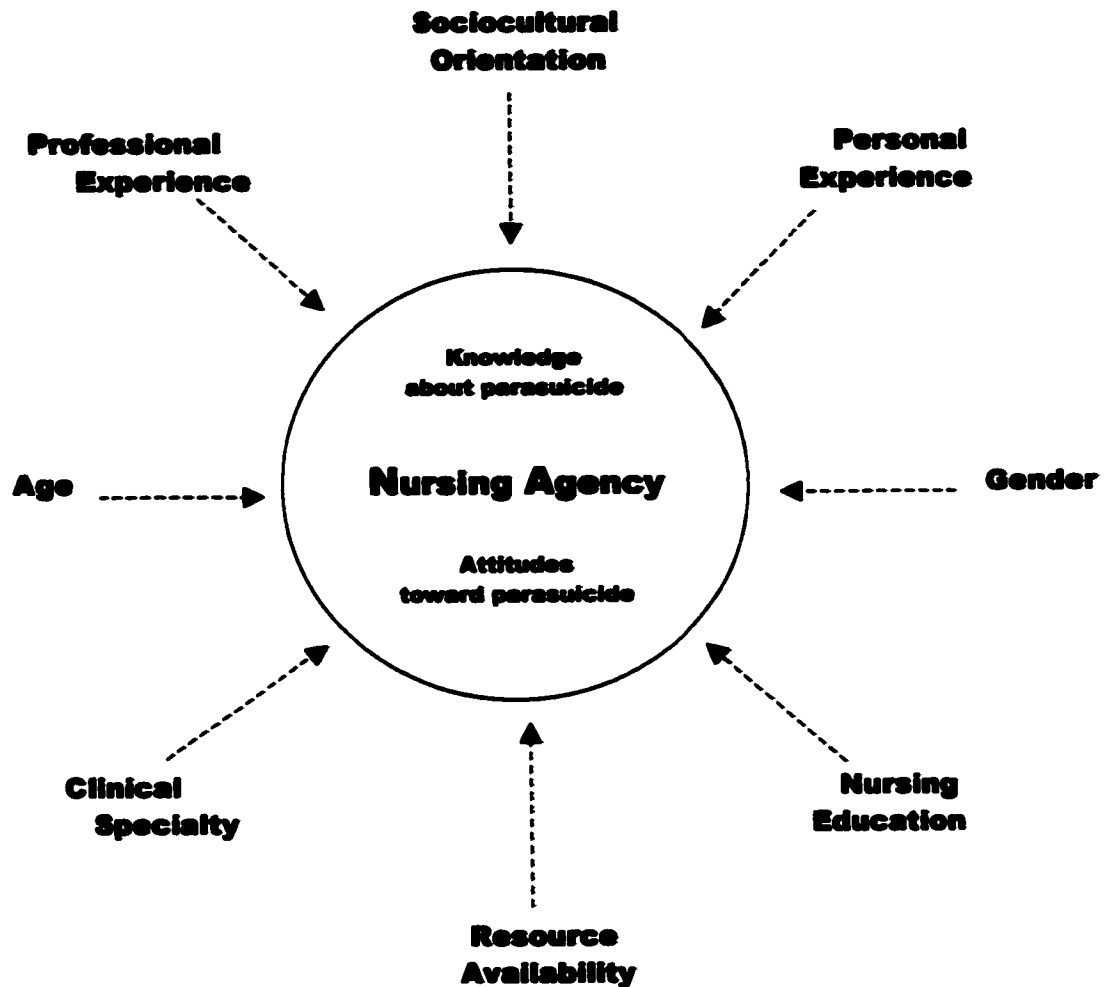 Sociocultural
Orientation
Professional
Experience
Personal
Experience
Knowledge
about parasuicide
Age
Nursing Agency
Gender
Attitudes
toward parasuicide
Clinical
Specialty
Nursing
Education
Resource
Availability